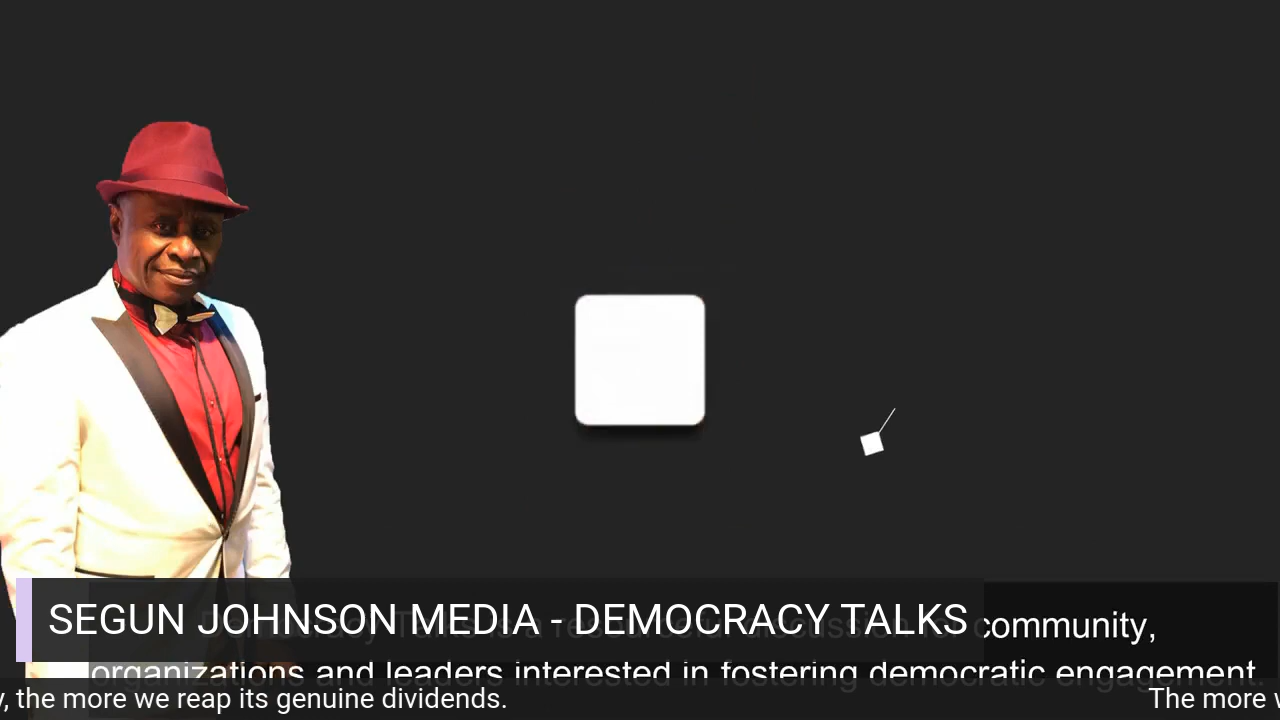 SEGUN JOHNSON MEDIA - DEMOCRACY TALKS
community,
organizations and leaders interested in fostering democratic engagement.
, the more we reap its genuine dividends.
The more